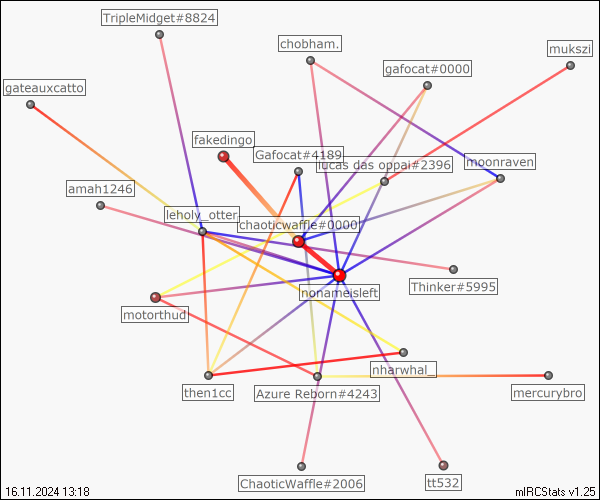 TripleMidget#8824
chobham.
mukszi
gafocat#0000
gateauxcatto
fakedingo
Gafocat#4189
lucas das oppai#2396
moonraven
amah1246
leholy_otter.
chaoticwaffle#0000
Thinker#5995
nonameisleft
motorthud
nharwhal_
then1cc
Azure Reborn#4243
mercurybro
ChaoticWaffle#2006
tt532
16.11.2024 13:18
mIRCStats v1.25